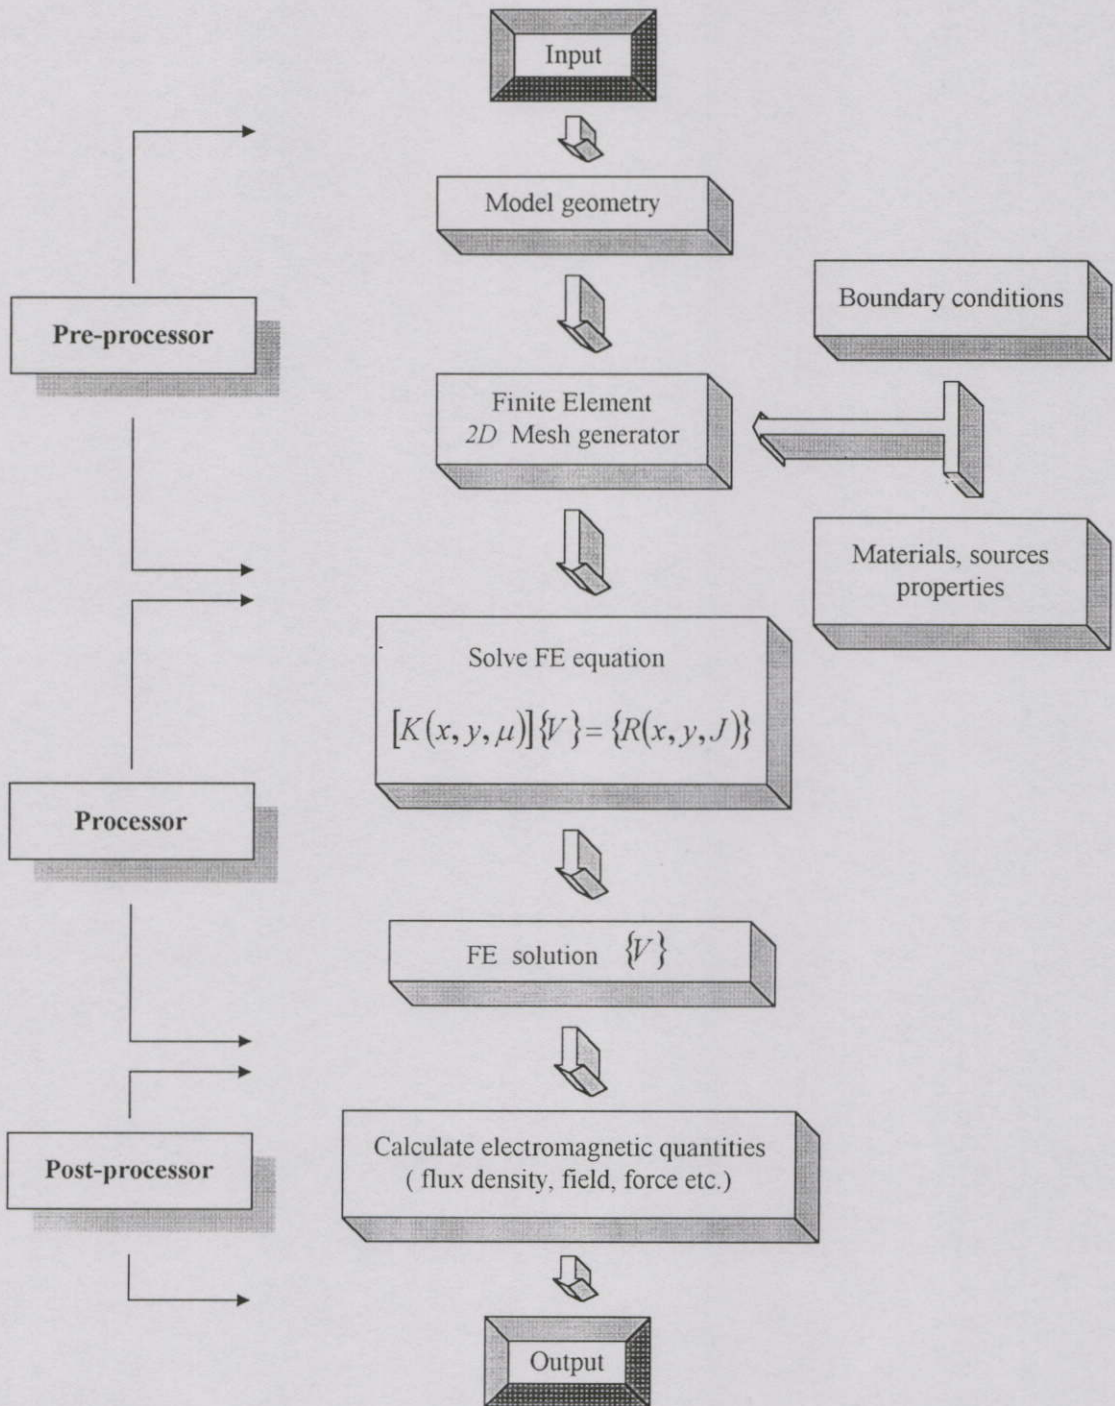 Input
Model geometry
Boundary conditions
Pre-processor
Finite Element
2D Mesh generator
Materials, sources
properties
Solve FE equation
[K(x, y, μ)]{V} = {R(x, y, J)}
Processor
FE solution {V}
Calculate electromagnetic quantities
( flux density, field, force etc.)
Post-processor
Output